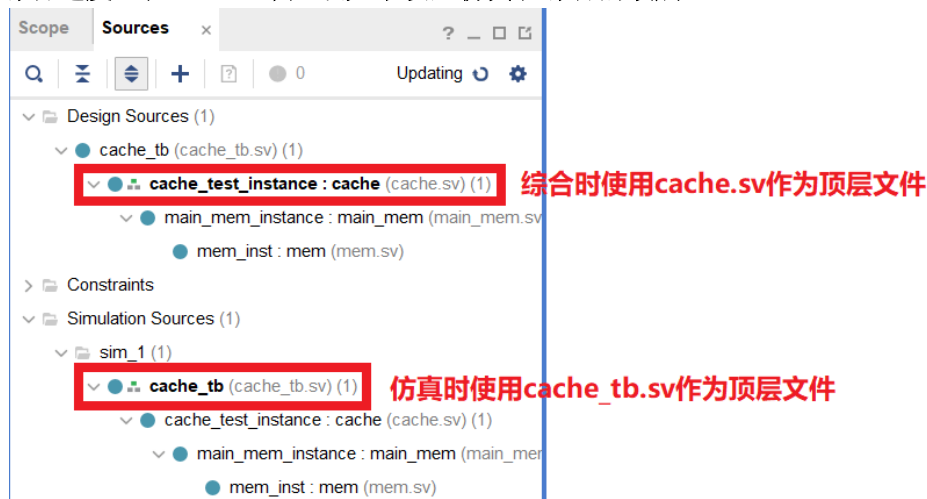 Scope Sources ×
? _
0 Updating
Design Sources (1)
cache_tb (cache_tb.sv) (1)
cache_test_instance : cache (cache.sv) (1) 综合时使用cache.sv作为顶层文件
main_mem_instance : main_mem (main_mem.sv
mem_inst : mem (mem.sv)
Constraints
Simulation Sources (1)
sim_1 (1)
cache_tb (cache_tb.sv) (1) 仿真时使用cache_tb.sv作为顶层文件
cache_test_instance : cache (cache.sv) (1)
main_mem_instance : main_mem (main_mer
mem_inst : mem (mem.sv)